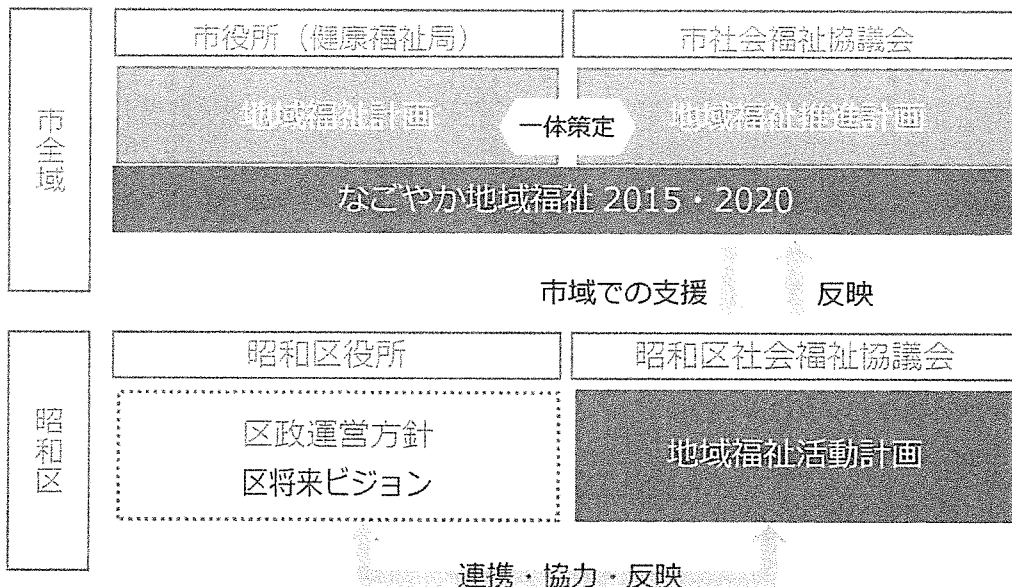 市全域
市役所（健康福祉局）
市社会福祉協議会
地域福祉計画
一体策定
地域福祉推進計画
なごやか地域福祉 2015・2020
市域での支援
反映
昭和区
昭和区役所
昭和区社会福祉協議会
区政運営方針
区将来ビジョン
地域福祉活動計画
連携・協力・反映